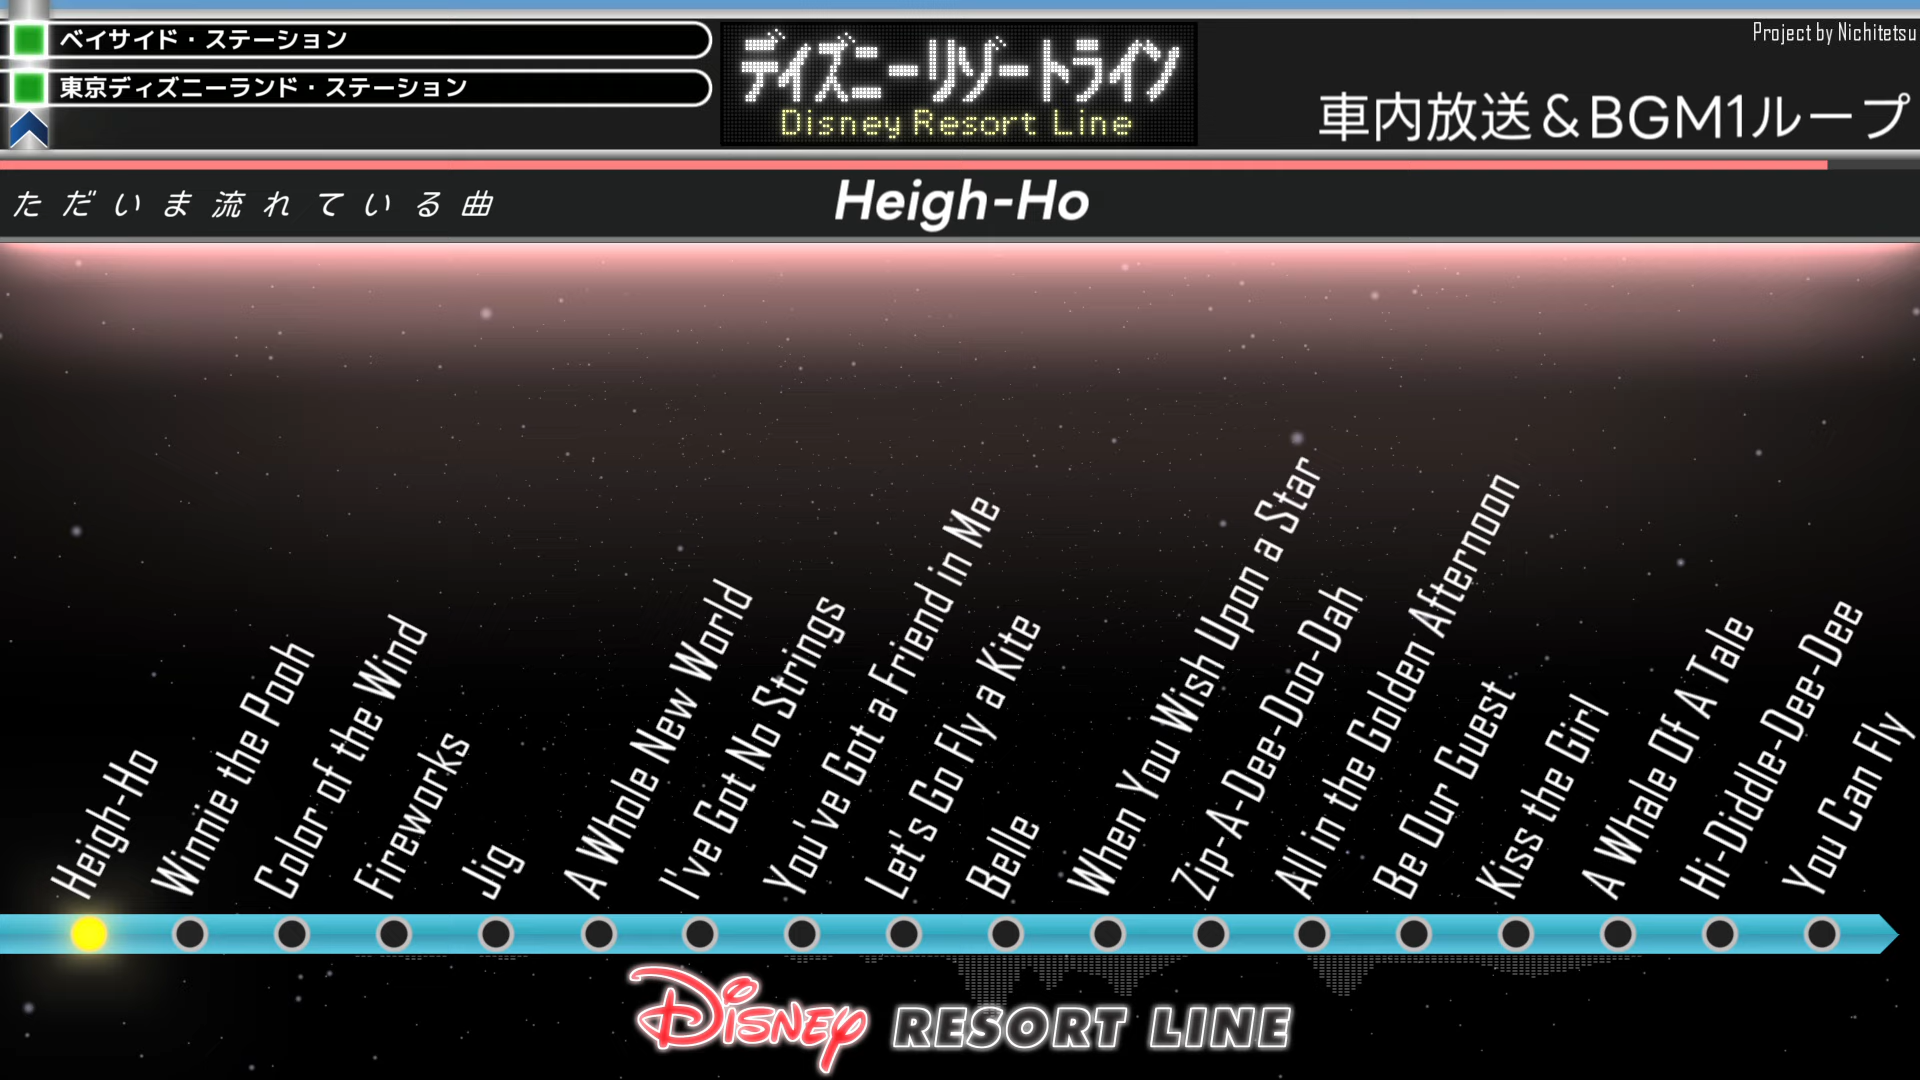 ベイサイド・ステーション
東京ディズニーランド・ステーション
ディズニーリゾートライン
Disney Resort Line
Project by Nichitetsu
車内放送＆BGM1ループ
ただいま流れている曲
Heigh-Ho
Heigh-Ho
Winnie the Pooh
Color of the Wind
Fireworks
Jig
A Whole New World
I've Got No Strings
You've Got a Friend in Me
Let's Go Fly a Kite
Belle
When You Wish Upon a Star
Zip-A-Dee-Doo-Dah
All in the Golden Afternoon
Be Our Guest
Kiss the Girl
A Whale Of A Tale
Hi-Diddle-Dee-Dee
You Can Fly
Disney RESORT LINE